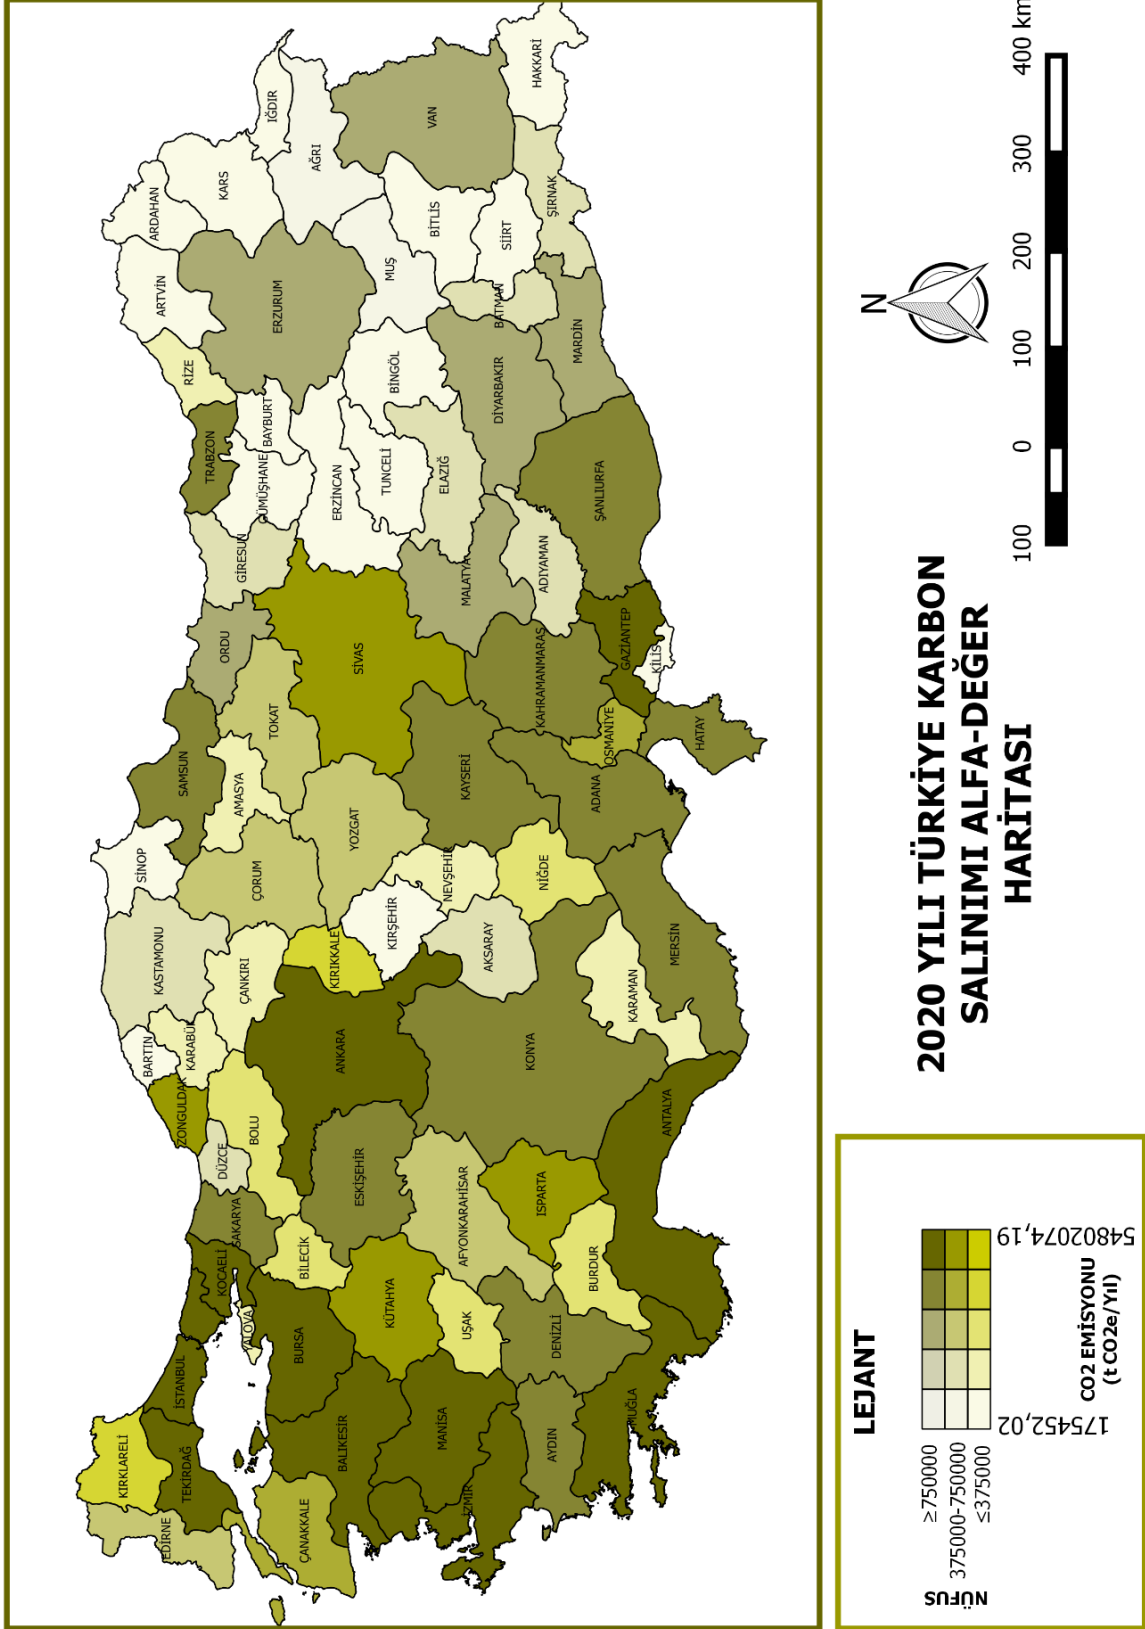 KIRKLARELİ
EDİRNE
TEKİRDAĞ
İSTANBUL
KOCAELİ
YALOVA
SAKARYA
DÜZCE
ZONGULDAK
BARTIN
KARABÜK
KASTAMONU
SİNOP
SAMSUN
ORDU
GİRESUN
TRABZON
RİZE
ARTVİN
ARDAHAN
KARS
IĞDIR
AĞRI
ÇANAKKALE
BALIKESİR
BURSA
BİLECİK
BOLU
ÇANKIRI
ÇORUM
AMASYA
TOKAT
GÜMÜŞHANE
BAYBURT
ERZURUM
KÜTAHYA
ESKİŞEHİR
ANKARA
KIRIKKALE
KIRŞEHİR
YOZGAT
SİVAS
ERZİNCAN
TUNCELİ
BİNGÖL
MUŞ
BİTLİS
VAN
İZMİR
MANİSA
UŞAK
AFYONKARAHİSAR
KONYA
AKSARAY
NEVŞEHİR
KAYSERİ
MALATYA
ELAZIĞ
DİYARBAKIR
BATMAN
SİİRT
ŞIRNAK
HAKKARİ
AYDIN
DENİZLİ
BURDUR
ISPARTA
NİĞDE
ADANA
OSMANİYE
KAHRAMANMARAŞ
ADIYAMAN
ŞANLIURFA
MARDİN
MUĞLA
ANTALYA
KARAMAN
MERSİN
HATAY
GAZİANTEP
KİLİS
LEJANT
NÜFUS
≥750000
375000-750000
≤375000
175452,02
54802074,19
CO2 EMİSYONU
(t CO2e/Yıl)
2020 YILI TÜRKİYE KARBON
SALINIMI ALFA-DEĞER
HARİTASI
N
100 0 100 200 300 400 km